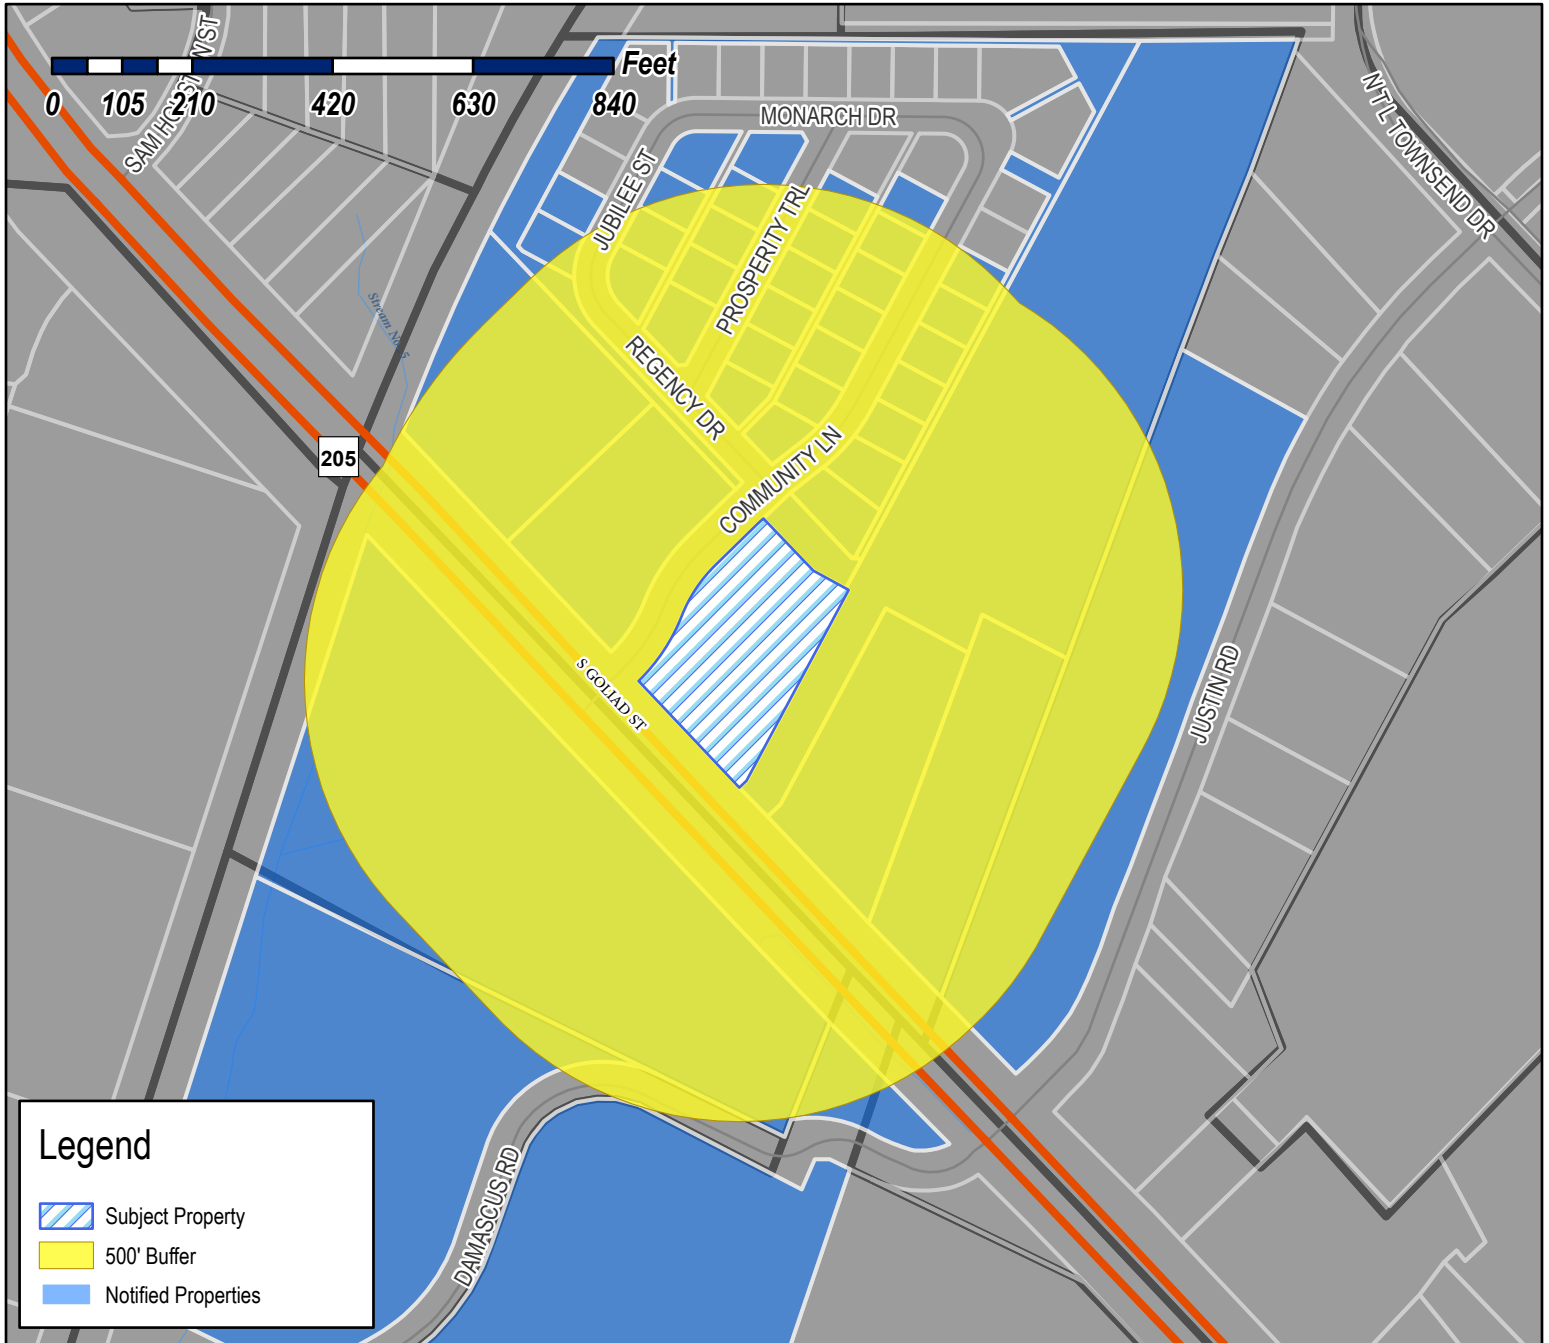 Feet
0 105 210 420 630 840
MONARCH DR
JUBILEE ST
PROSPERITY TRL
N T L TOWNSEND DR
REGENCY DR
COMMUNITY LN
205
S GOLIAD ST
JUSTIN RD
DAMASCUS RD
Legend
Subject Property
500' Buffer
Notified Properties